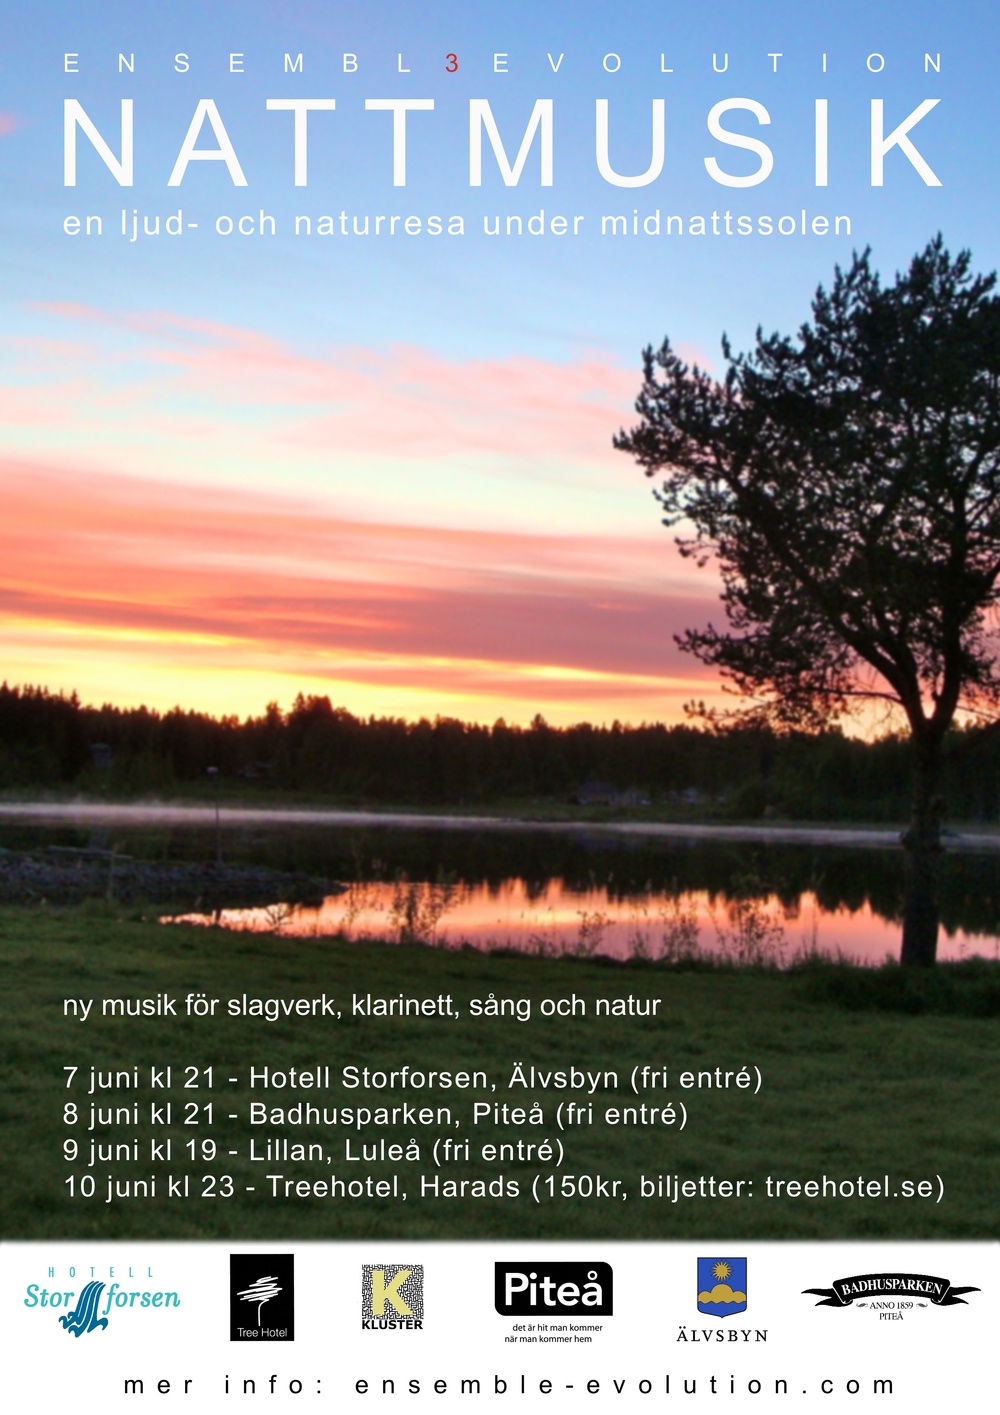 ENSEMBL3EVOLUTION
NATTMUSIK
en ljud- och naturresa under midnattssolen
ny musik för slagverk, klarinett, sång och natur
7 juni kl 21 - Hotell Storforsen, Älvsbyn (fri entré)
8 juni kl 21 - Badhusparken, Piteå (fri entré)
9 juni kl 19 - Lillan, Luleå (fri entré)
10 juni kl 23 - Treehotel, Harads (150kr, biljetter: treehotel.se)
HOTELL
Storforsen
Tree Hotel
K
KLUSTER
Piteå
det är hit man kommer
när man kommer hem
ÄLVSBYN
BADHUSPARKEN
ANNO 1859
PITEÅ
mer info: ensemble-evolution.com